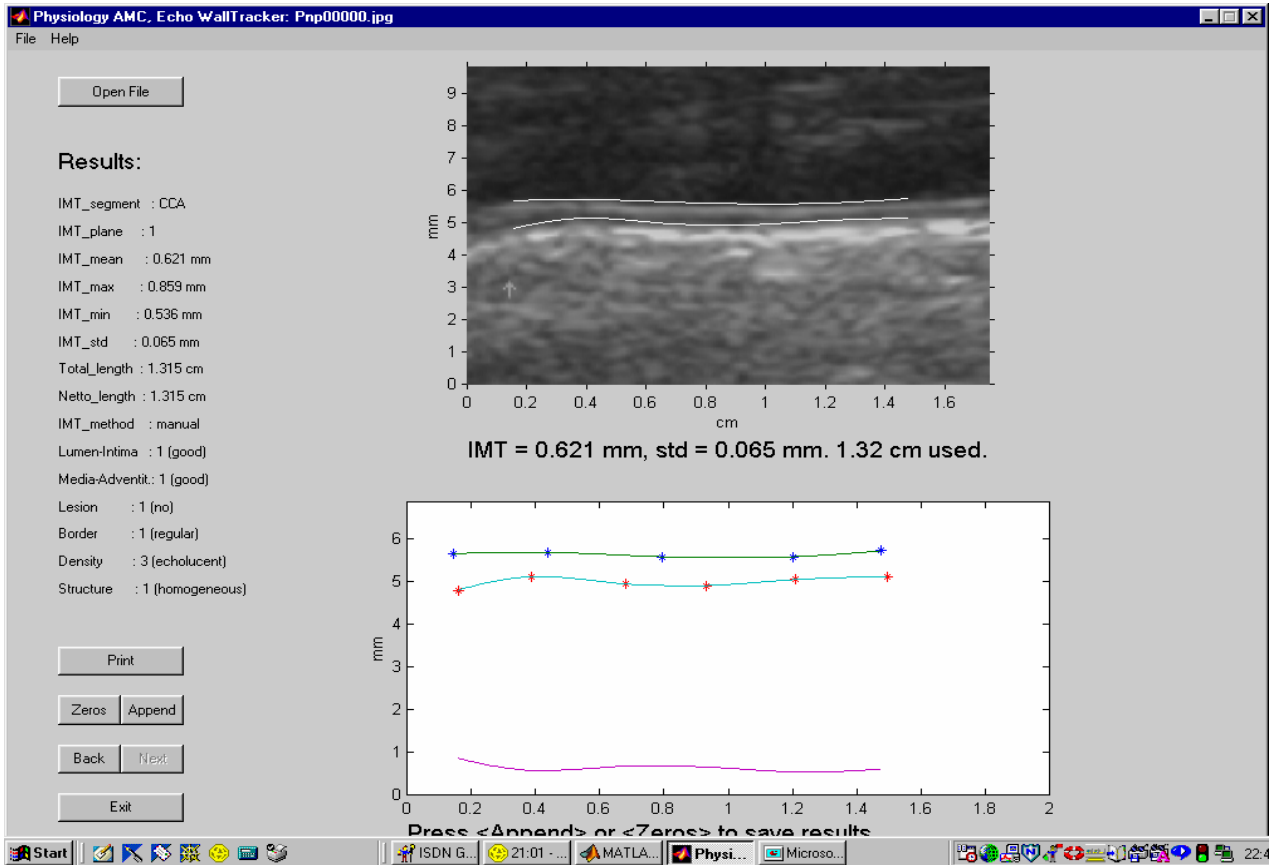 Physiology AMC, Echo WallTracker: Pnp00000.jpg
File Help
Open File
Results:
IMT_segment : CCA
IMT_plane : 1
IMT_mean : 0.621 mm
IMT_max : 0.859 mm
IMT_min : 0.536 mm
IMT_std : 0.065 mm
Total_length : 1.315 cm
Netto_length : 1.315 cm
IMT_method : manual
Lumen-Intima : 1 (good)
Media-Adventit.: 1 (good)
Lesion : 1 (no)
Border : 1 (regular)
Density : 3 (echolucent)
Structure : 1 (homogeneous)
Print
Zeros Append
Back Next
Exit
9
8
7
6
5
4
3
2
1
0
mm
0 0.2 0.4 0.6 0.8 1 1.2 1.4 1.6
cm
IMT = 0.621 mm, std = 0.065 mm. 1.32 cm used.
6
5
4
3
2
1
0
mm
0 0.2 0.4 0.6 0.8 1 1.2 1.4 1.6 1.8 2
Press <Append> or <Zeros> to save results
Start ISDN G... 21:01 - ... MATLA... Physi... Microso... 22:4